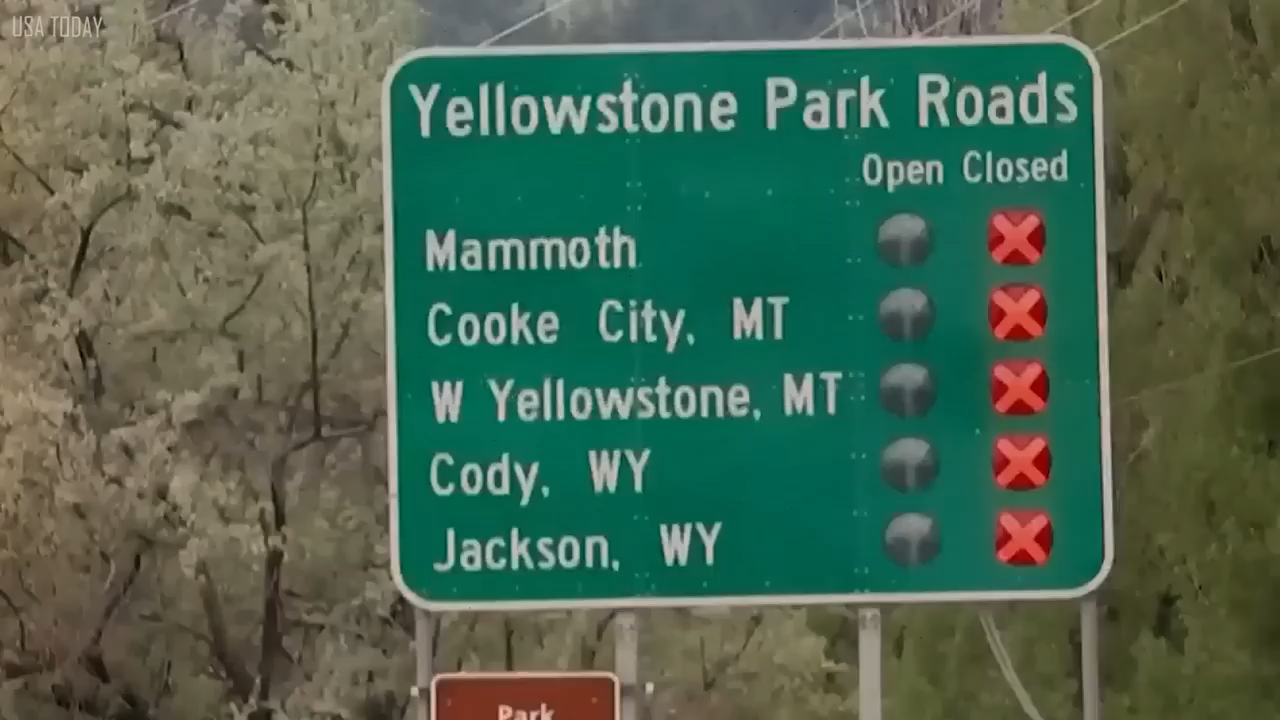 USA TODAY
Yellowstone Park Roads
Open Closed
Mammoth
Cooke City, MT
W Yellowstone, MT
Cody, WY
Jackson, WY
Park